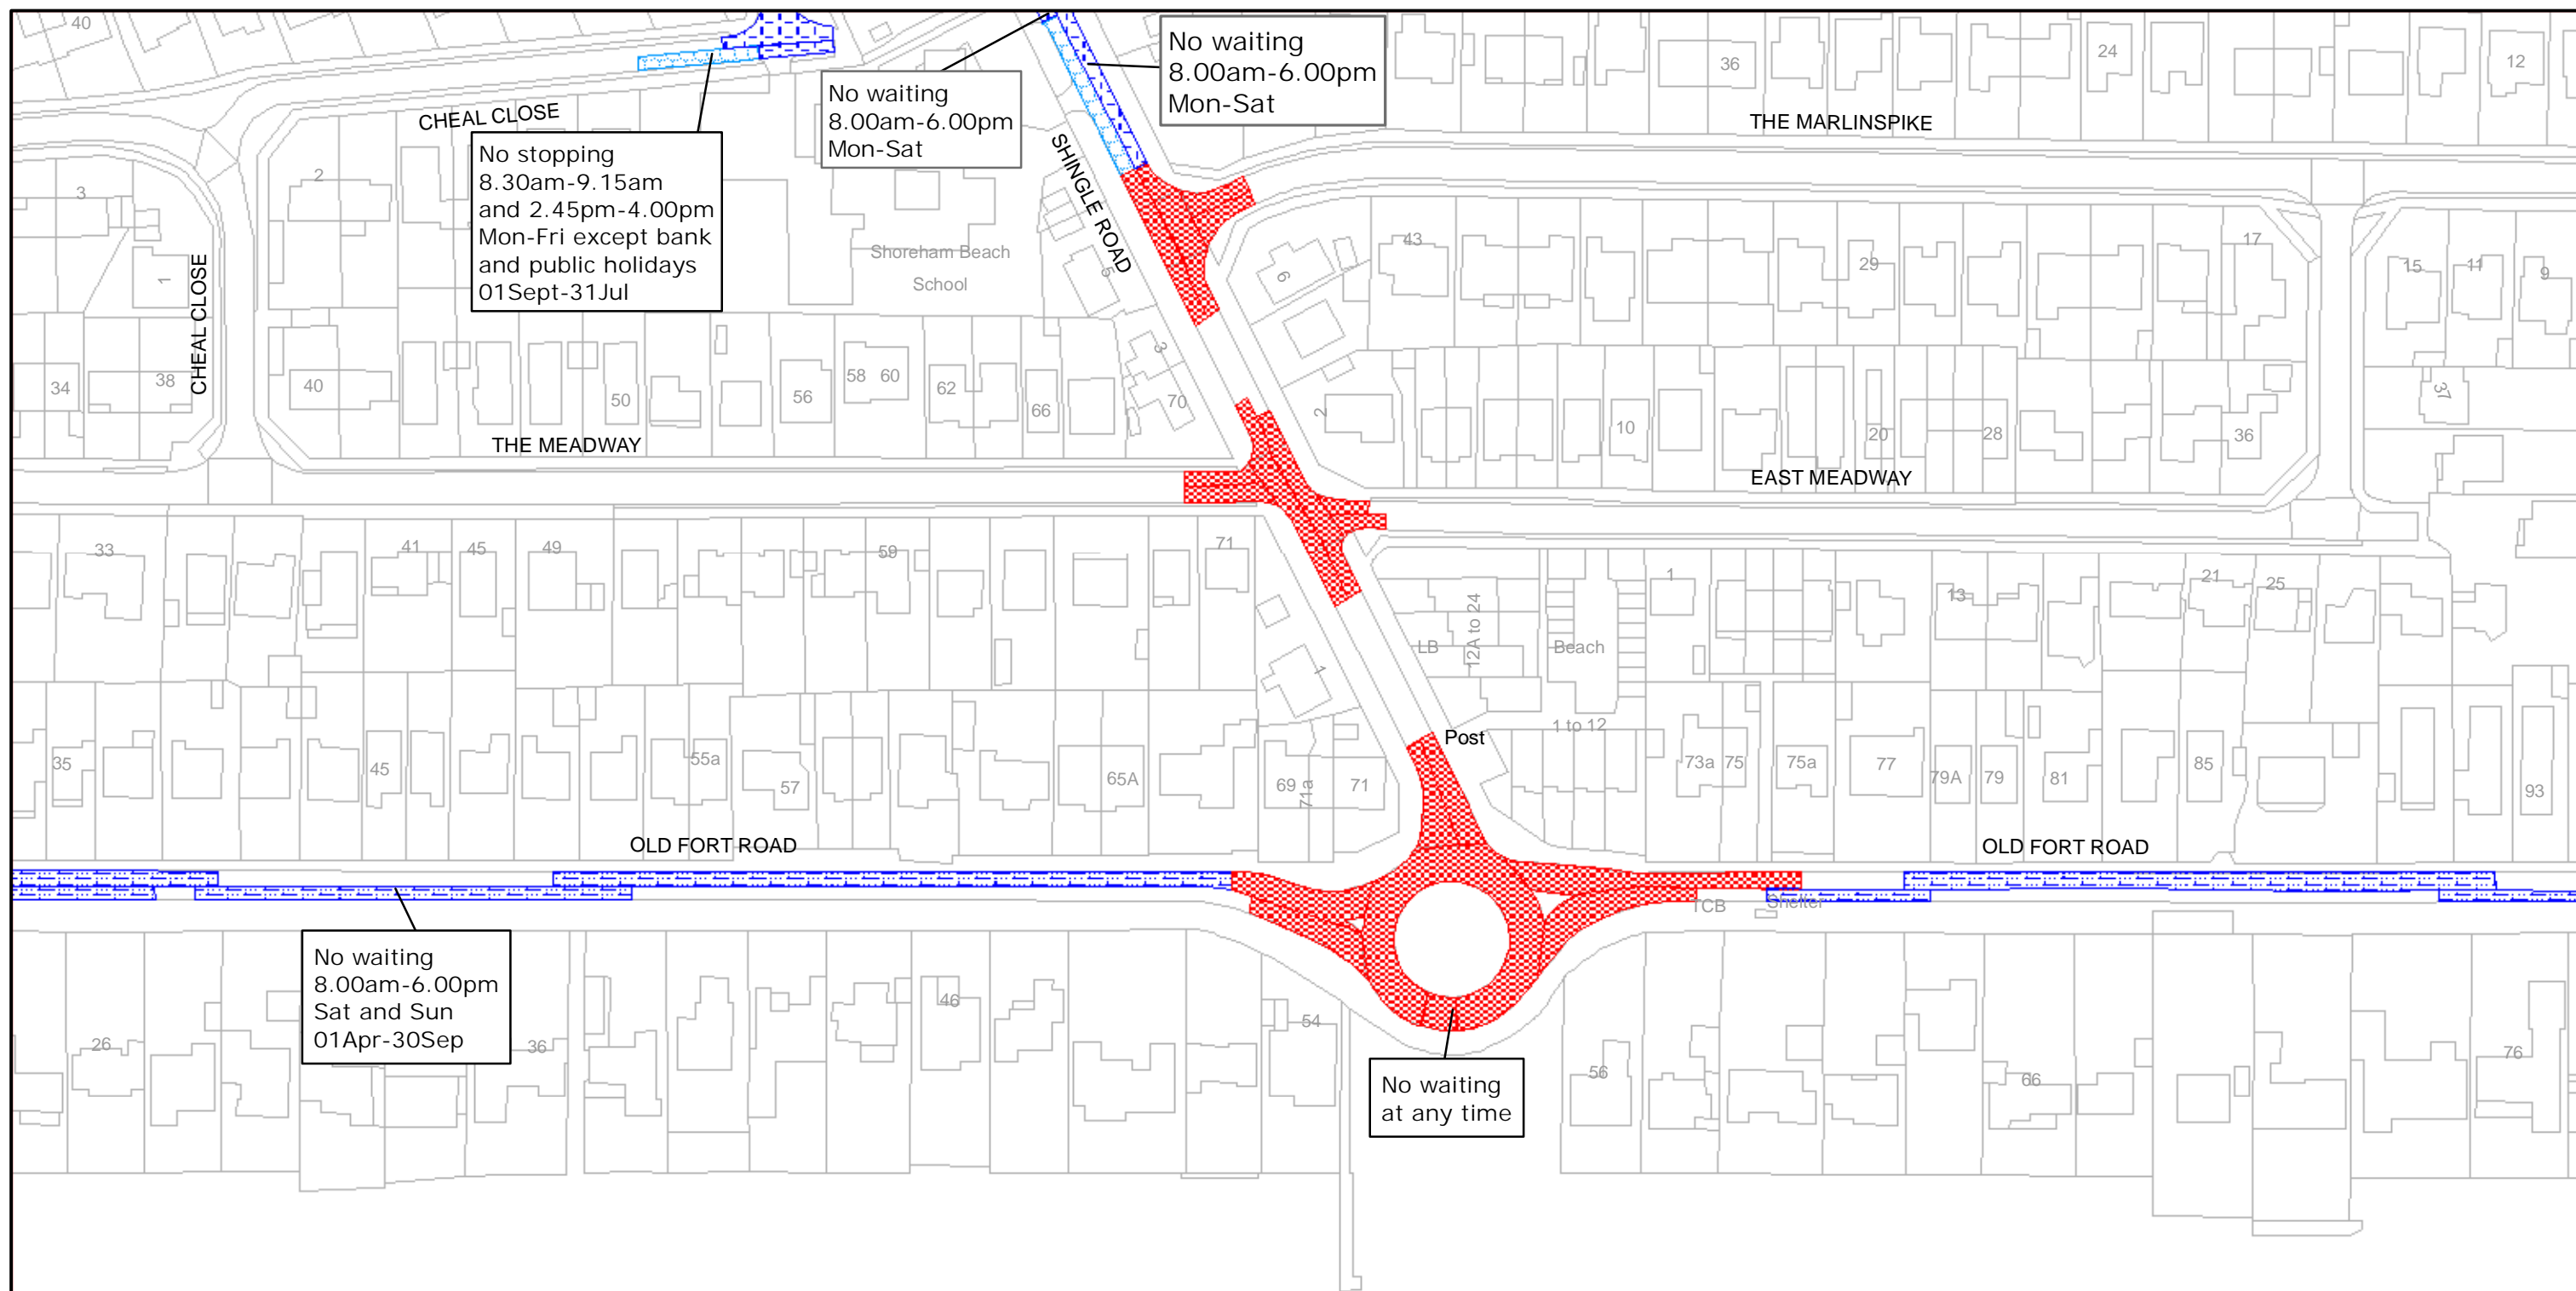 40
No waiting
8.00am-6.00pm
Mon-Sat
36
24
12
No waiting
8.00am-6.00pm
Mon-Sat
CHEAL CLOSE
THE MARLINSPIKE
No stopping
8.30am-9.15am
and 2.45pm-4.00pm
Mon-Fri except bank
and public holidays
01Sept-31Jul
SHINGLE ROAD
3
2
Shoreham Beach
School
5
6
43
29
17
15
11
9
1
CHEAL CLOSE
34
38
40
50
56
58
60
62
66
3
70
2
10
20
28
36
37
THE MEADWAY
EAST MEADWAY
33
41
45
49
59
71
1
13
21
25
12A to 24
LB
Beach
1
1 to 12
Post
35
45
55a
57
65A
69
71a
71
73a
75
75a
77
79A
79
81
85
93
OLD FORT ROAD
OLD FORT ROAD
TCB
Shelter
No waiting
8.00am-6.00pm
Sat and Sun
01Apr-30Sep
26
36
46
54
56
66
76
No waiting
at any time